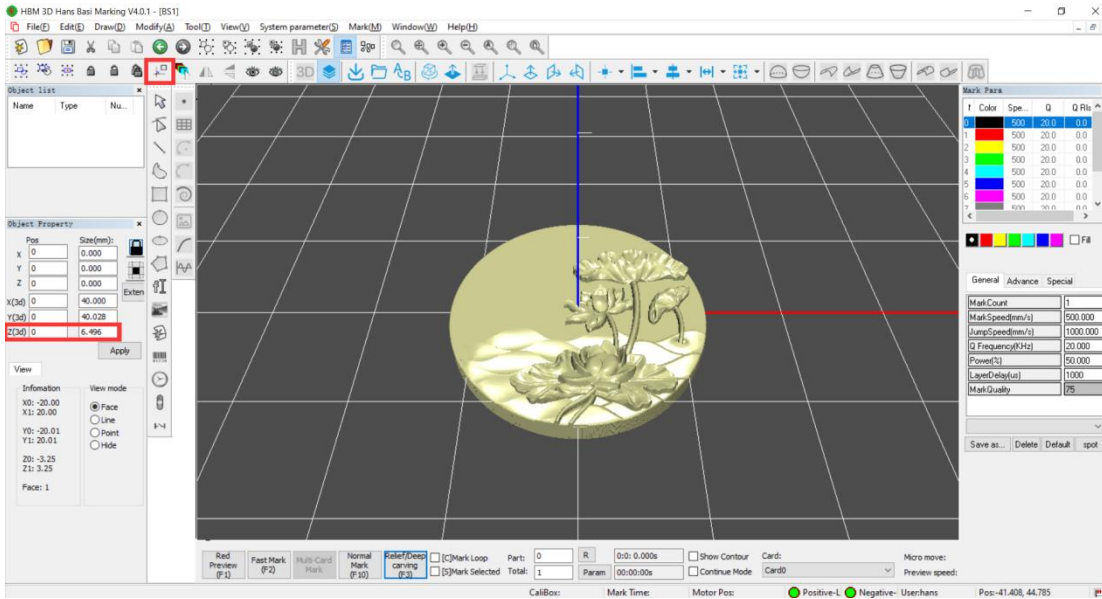 HBM 3D Hans Basi Marking V4.0.1 - [BS1]
File(F) Edit(E) Draw(D) Modify(A) Tool(T) View(V) System parameter(S) Mark(M) Window(W) Help(H)
3D
Object list
Name Type Nu...
Object Property
Pos Size(mm):
X 0 0.000
Y 0 0.000
Z 0 0.000
Exten
X(3d) 0 40.000
Y(3d) 0 40.028
Z(3d) 0 6.496
Apply
View
Infomation View mode
X0: -20.00
X1: 20.00
Y0: -20.01
Y1: 20.01
Z0: -3.25
Z1: 3.25
Face: 1
Face
Line
Point
Hide
Mark Para
Color Spe... Q Q Rls
0 500 20.0 0.0
1 500 20.0 0.0
2 500 20.0 0.0
3 500 20.0 0.0
4 500 20.0 0.0
5 500 20.0 0.0
6 500 20.0 0.0
7 500 20.0 0.0
Fill
General Advance Special
MarkCount 1
MarkSpeed(mm/s) 500.000
JumpSpeed(mm/s) 1000.000
Q Frequency(KHz) 20.000
Power(%) 50.000
LayerDelay(us) 1000
MarkQuality 75
Save as... Delete Default spot
Red Preview (F1)
Fast Mark (F2)
Multi-Card Mark
Normal Mark (F10)
Relief/Deep carving (F3)
[C]Mark Loop Part: 0 R 0:0: 0.000s Show Contour Card: Micro move:
[S]Mark Selected Total: 1 Param 00:00:00s Continue Mode Card0 Preview speed:
CaliBox: Mark Time: Motor Pos: Positive-L Negative- User:hans Pos:-41.408, 44.785